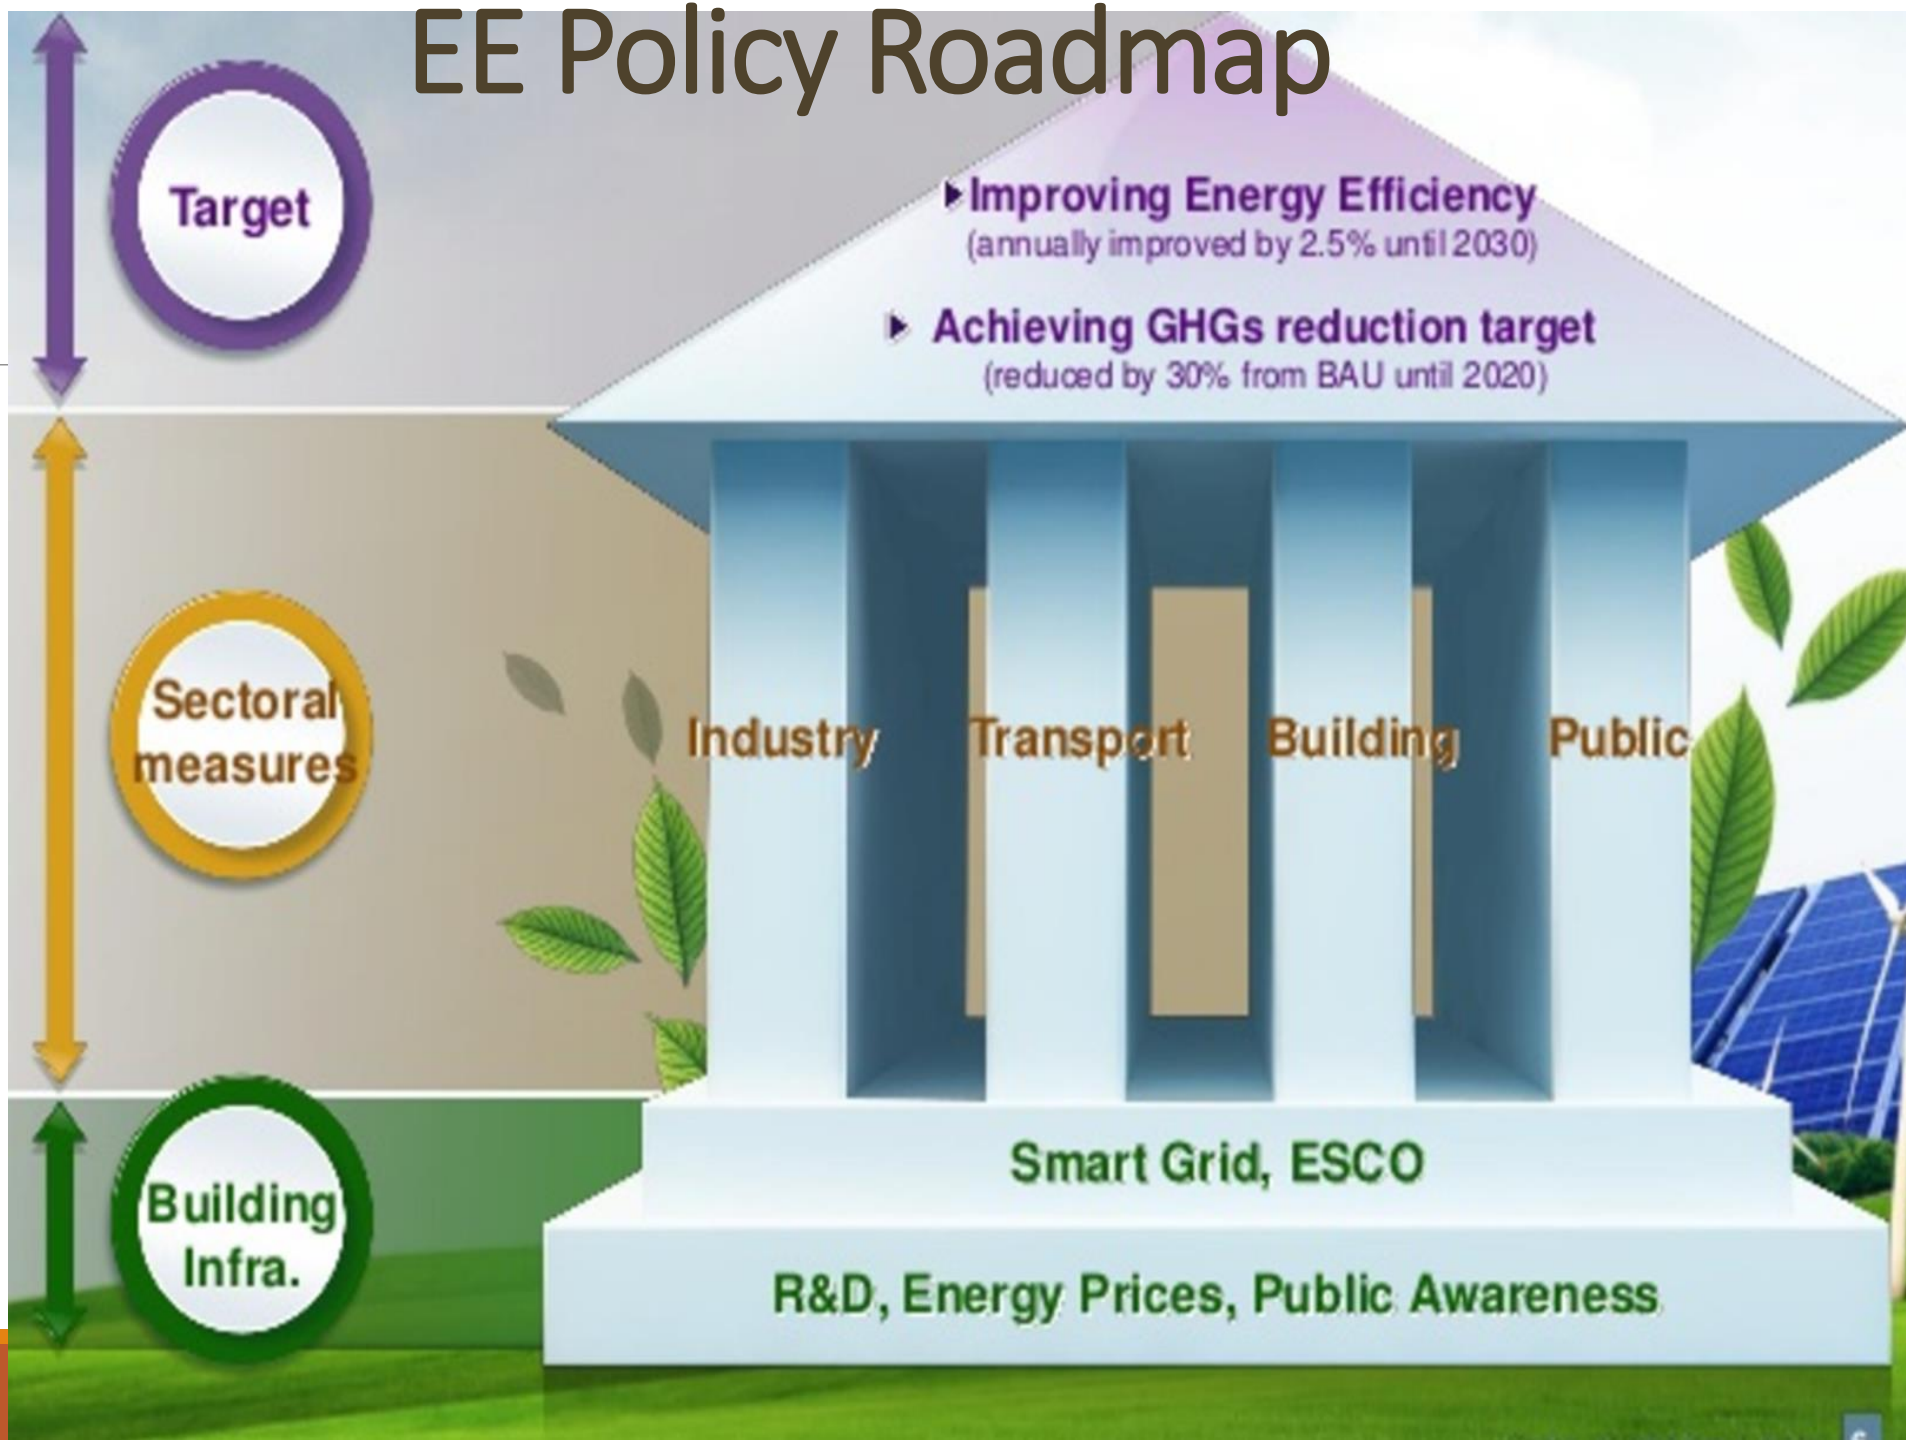 EE Policy Roadmap
Target
Improving Energy Efficiency
(annually improved by 2.5% until 2030)
Achieving GHGs reduction target
(reduced by 30% from BAU until 2020)
Sectoral
measures
Industry Transport Building Public
Building
Infra.
Smart Grid, ESCO
R&D, Energy Prices, Public Awareness